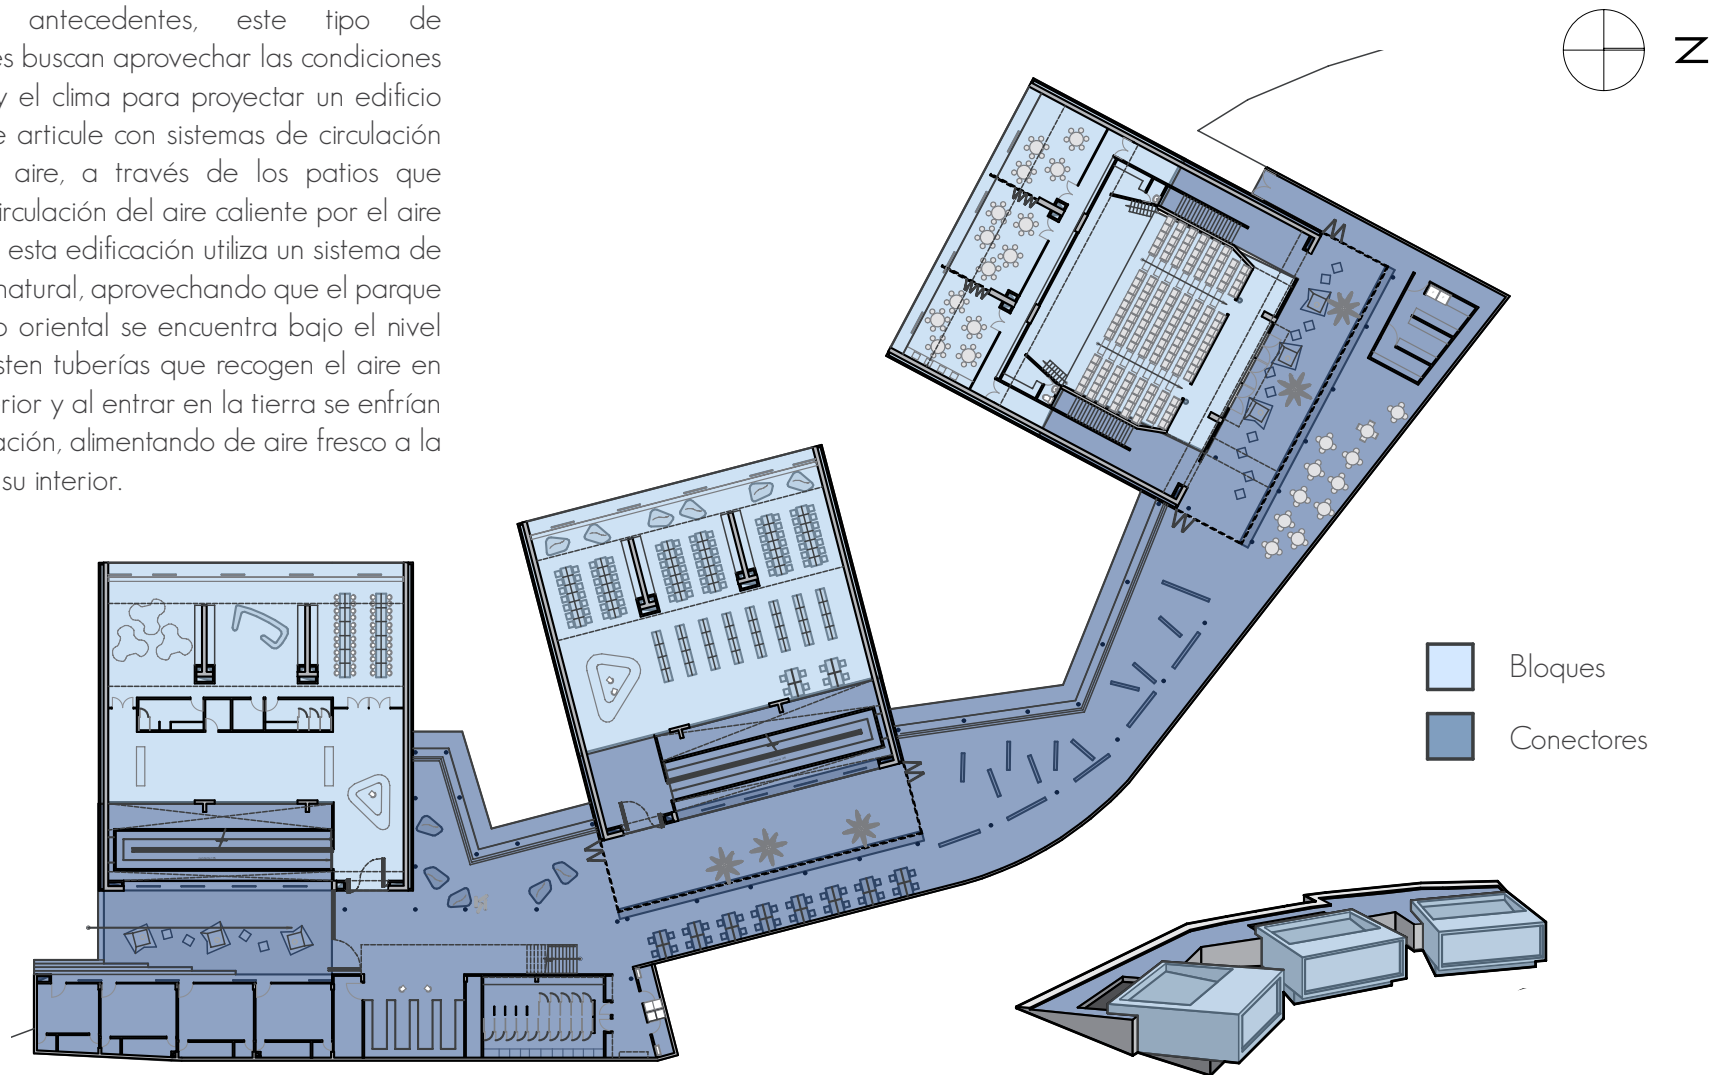 antecedentes, este tipo de
es buscan aprovechar las condiciones
y el clima para proyectar un edificio
e articule con sistemas de circulación
aire, a través de los patios que
irculación del aire caliente por el aire
esta edificación utiliza un sistema de
natural, aprovechando que el parque
o oriental se encuentra bajo el nivel
sten tuberías que recogen el aire en
rior y al entrar en la tierra se enfrían
ación, alimentando de aire fresco a la
su interior.
N
Bloques
Conectores